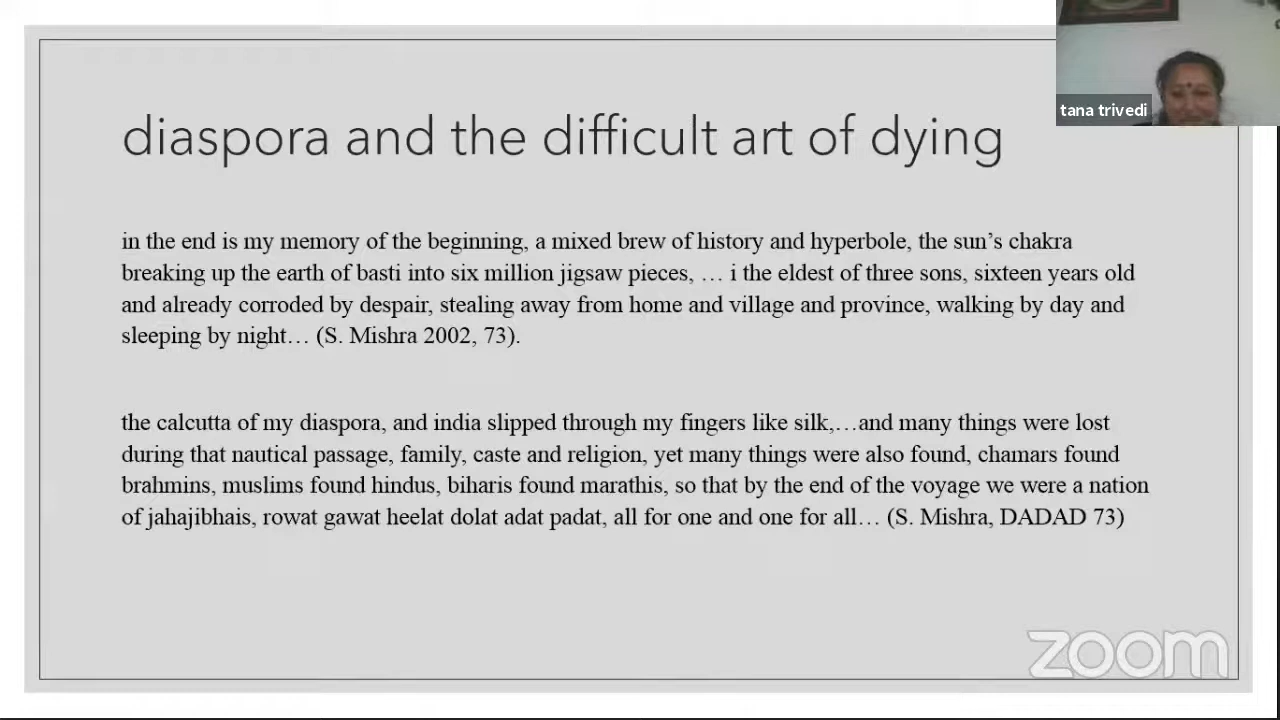 tana trivedi
diaspora and the difficult art of dying
in the end is my memory of the beginning, a mixed brew of history and hyperbole, the sun’s chakra
breaking up the earth of basti into six million jigsaw pieces, … i the eldest of three sons, sixteen years old
and already corroded by despair, stealing away from home and village and province, walking by day and
sleeping by night… (S. Mishra 2002, 73).
the calcutta of my diaspora, and india slipped through my fingers like silk,…and many things were lost
during that nautical passage, family, caste and religion, yet many things were also found, chamars found
brahmins, muslims found hindus, biharis found marathis, so that by the end of the voyage we were a nation
of jahajibhais, rowat gawat heelat dolat adat padat, all for one and one for all… (S. Mishra, DADAD 73)
zoom